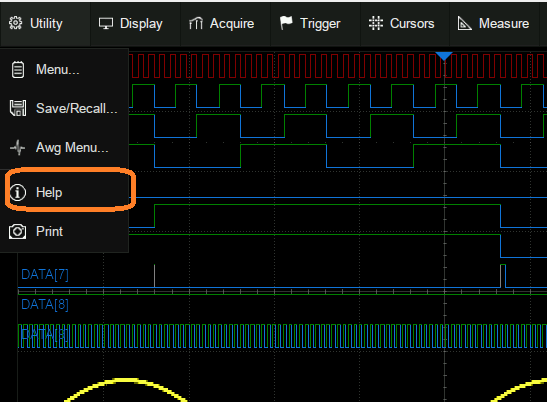 Utility
Display
Acquire
Trigger
Cursors
Measure
Menu...
Save/Recall...
Awg Menu...
Help
Print
DATA[7]
DATA[8]